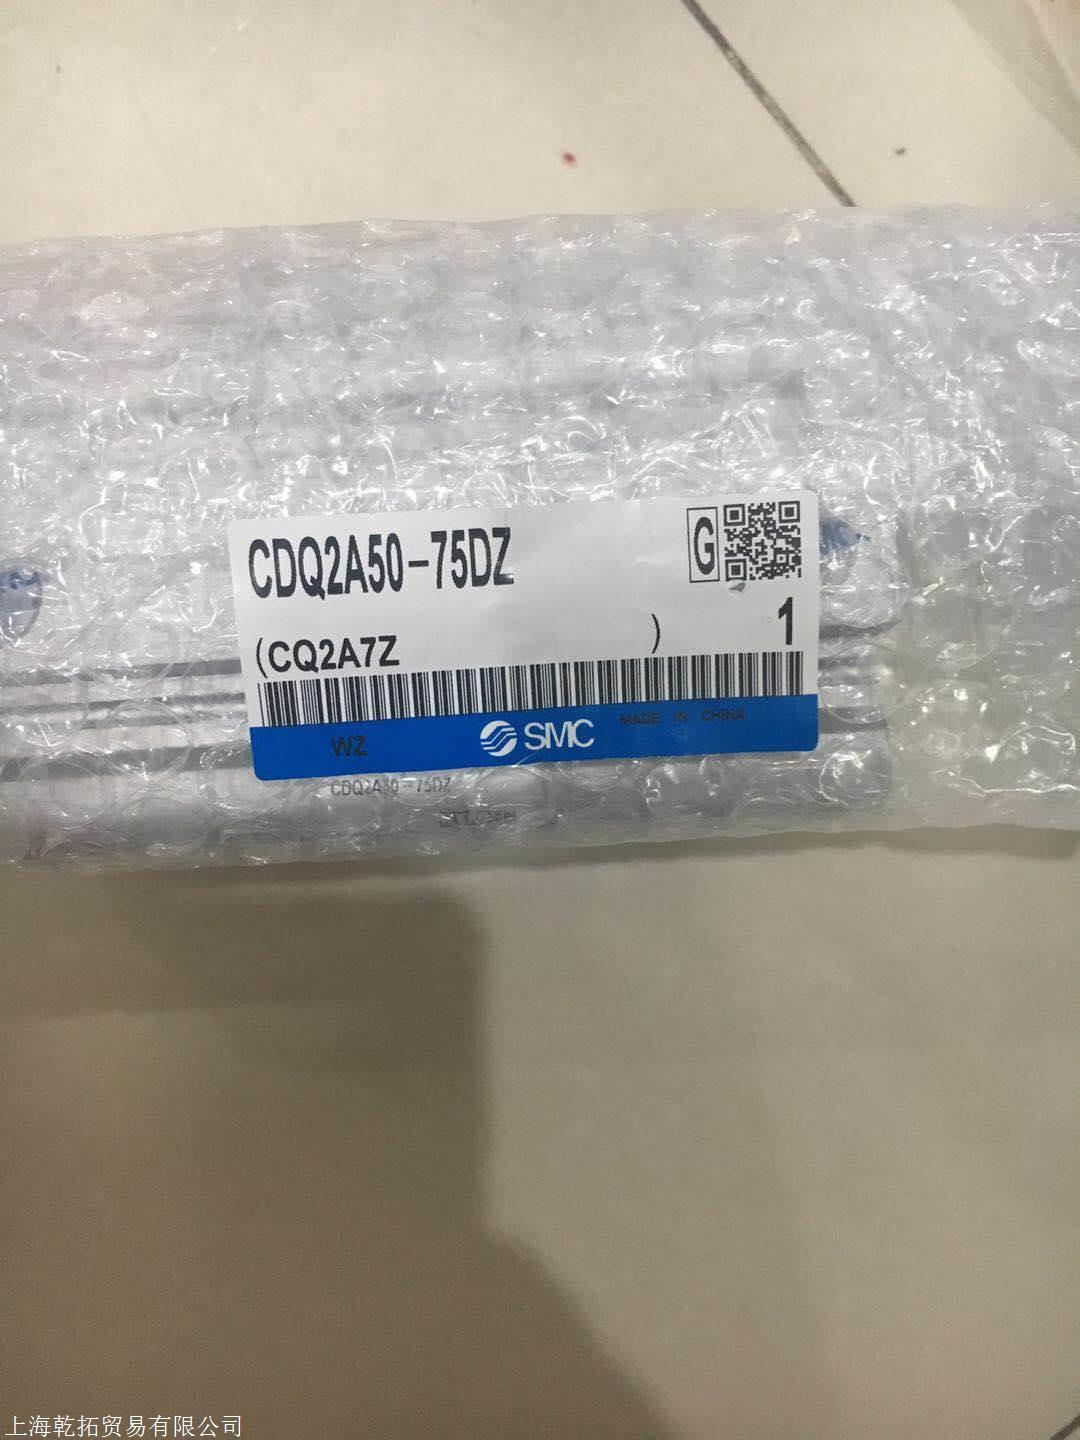 CDQ2A50-75DZ
G
(CQ2A7Z )
1
WZ
SMC
MADE IN CHINA
CDQ2A50-75DZ
上海乾拓贸易有限公司